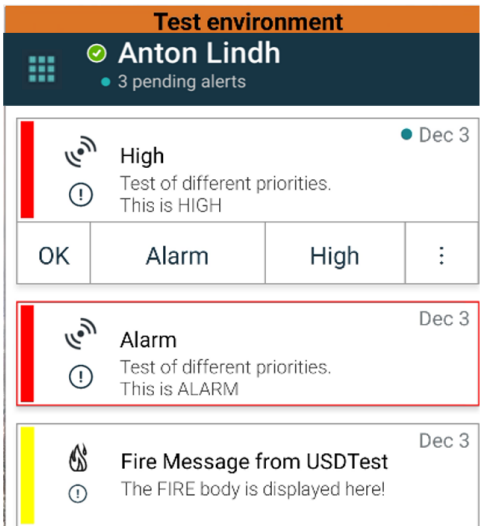 Test environment
Anton Lindh
3 pending alerts
Dec 3
High
Test of different priorities.
This is HIGH
OK
Alarm
High
Dec 3
Alarm
Test of different priorities.
This is ALARM
Dec 3
Fire Message from USDTest
The FIRE body is displayed here!